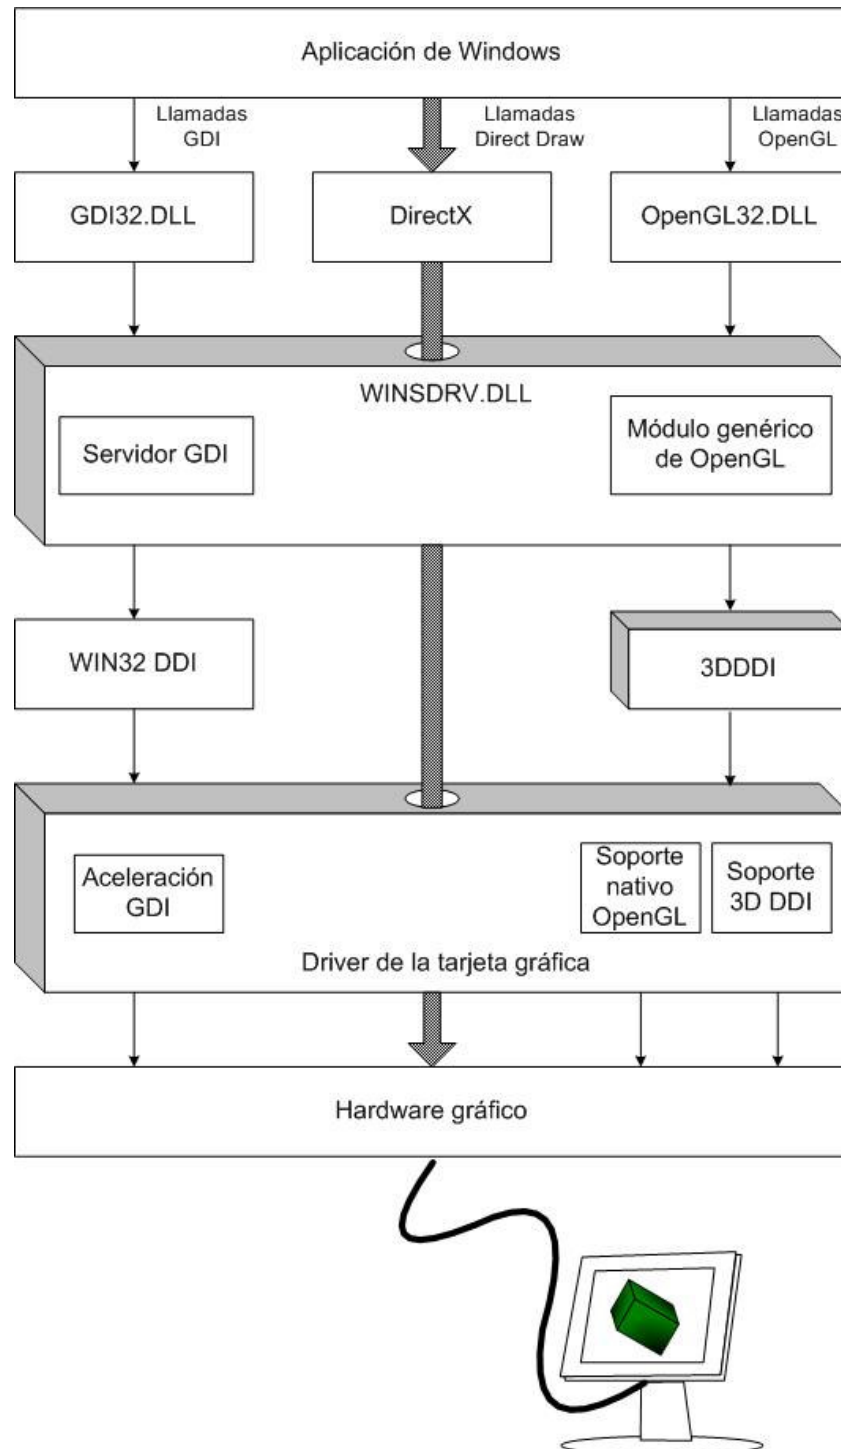 Aplicación de Windows
Llamadas
GDI
Llamadas
Direct Draw
Llamadas
OpenGL
GDI32.DLL
DirectX
OpenGL32.DLL
WINSDRV.DLL
Servidor GDI
Módulo genérico
de OpenGL
WIN32 DDI
3DDDI
Aceleración
GDI
Soporte
nativo
OpenGL
Soporte
3D DDI
Driver de la tarjeta gráfica
Hardware gráfico